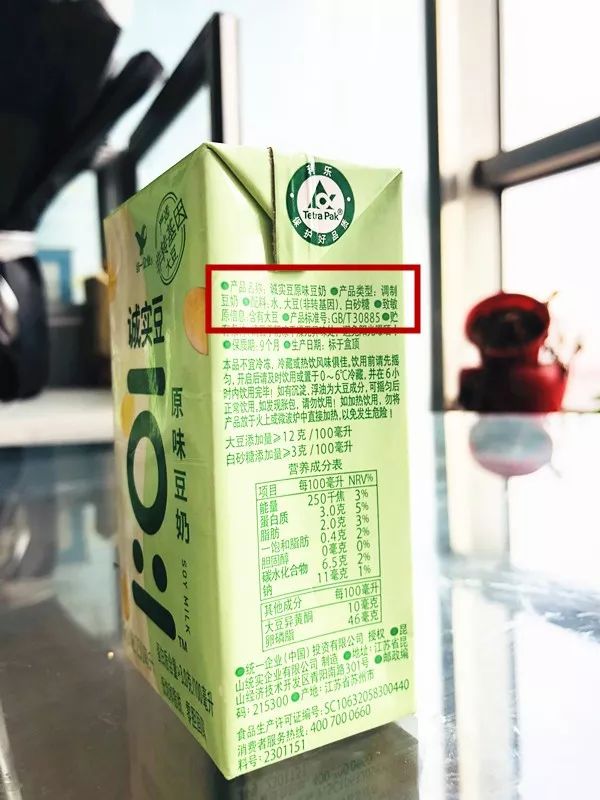 利乐
Tetra Pak®
保护好品质
●产品名称：诚实豆原味豆奶 ●产品类型：调制
豆奶 ●配料：水、大豆（非转基因）、白砂糖 ●致敏
原信息：含有大豆 ●产品标准号：GB/T30885 ●贮
●保质期：9个月 ●生产日期：标于盒顶
本品不宜冷冻，冷藏或热饮风味俱佳，饮用前请先摇
匀，开启后请及时饮用或置于0～6℃冷藏，并在6小
时内饮用完毕！如有沉淀、浮油为大豆成分，可摇匀后
正常饮用。如发现胀包，请勿饮用！如加热饮用，勿将
产品放于火上或微波炉中直接加热，以免发生危险！
大豆添加量≥12克/100毫升
白砂糖添加量≥3克/100毫升
营养成分表
项目 每100毫升 NRV%
能量 250千焦 3%
蛋白质 3.0克 5%
脂肪 2.0克 3%
—饱和脂肪 0.4克 2%
胆固醇 0毫克 0%
碳水化合物 6.5克 2%
钠 11毫克 1%
其他成分 每100毫升
大豆异黄酮 10毫克
卵磷脂 46毫克
●统一企业（中国）投资有限公司 授权 ●昆
山统实企业有限公司 制造 ●地址：江苏省昆
山经济技术开发区青阳南路301号 ●邮政编
码：215300 ●产地：江苏省苏州市
食品生产许可证编号：SC10632058300440
消费者服务热线：400 700 0660
料号：2301151
统一企业
非转基因
大豆
诚实豆
原味豆奶
SOY MILK
TM